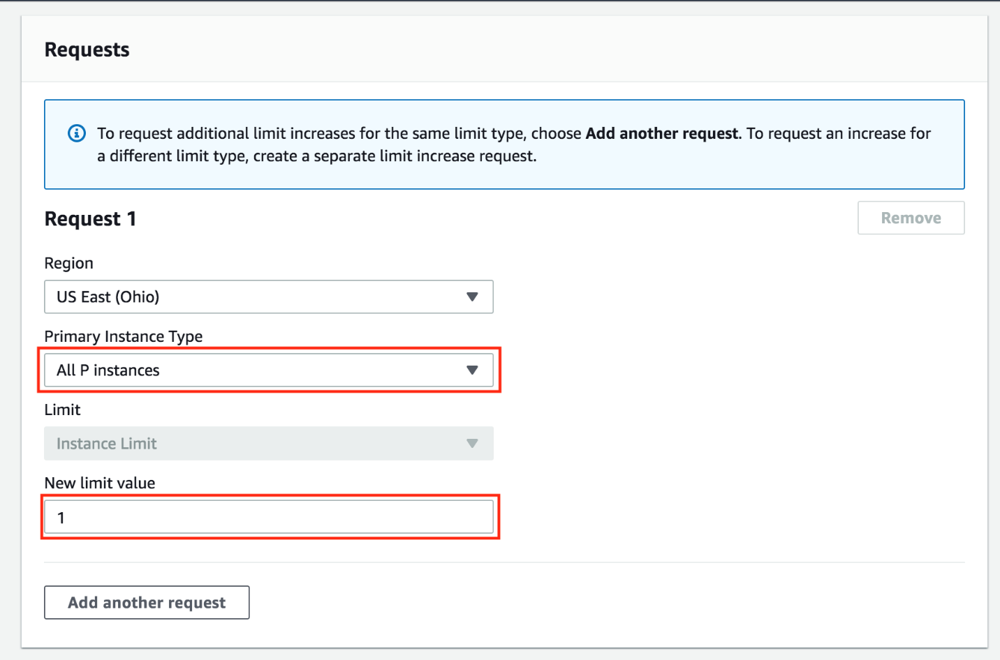 Requests
To request additional limit increases for the same limit type, choose Add another request. To request an increase for
a different limit type, create a separate limit increase request.
Request 1
Remove
Region
US East (Ohio)
Primary Instance Type
All P instances
Limit
Instance Limit
New limit value
1
Add another request